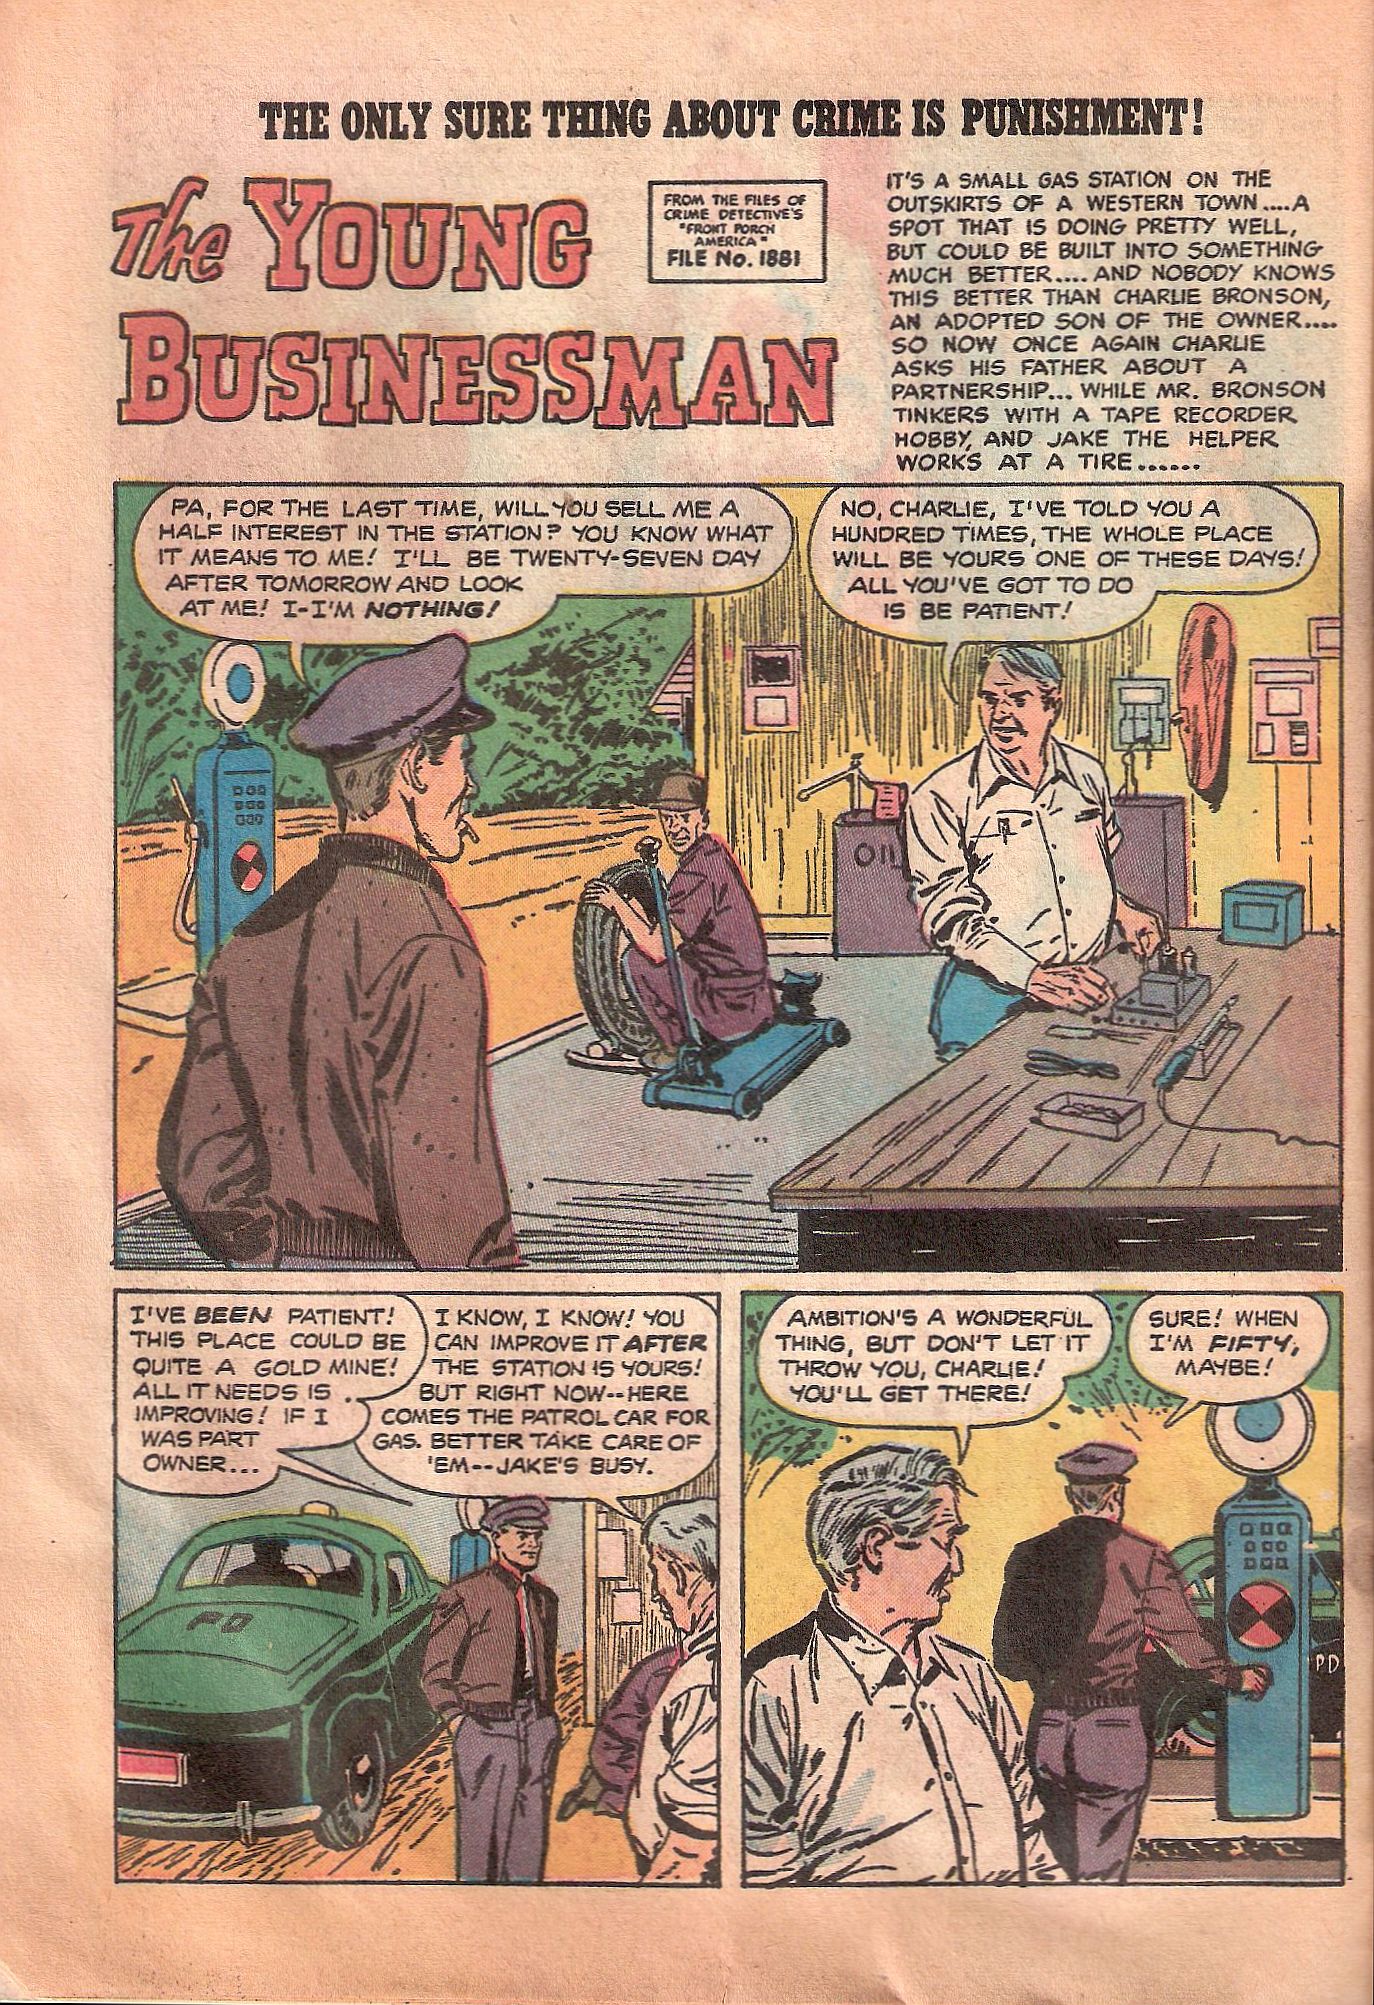 THE ONLY SURE THING ABOUT CRIME IS PUNISHMENT!
The YOUNG
BUSINESSMAN
FROM THE FILES OF
CRIME DETECTIVE'S
"FRONT PORCH
AMERICA"
FILE No. 1881
IT'S A SMALL GAS STATION ON THE
OUTSKIRTS OF A WESTERN TOWN....A
SPOT THAT IS DOING PRETTY WELL,
BUT COULD BE BUILT INTO SOMETHING
MUCH BETTER....AND NOBODY KNOWS
THIS BETTER THAN CHARLIE BRONSON,
AN ADOPTED SON OF THE OWNER....
SO NOW ONCE AGAIN CHARLIE
ASKS HIS FATHER ABOUT A
PARTNERSHIP... WHILE MR. BRONSON
TINKERS WITH A TAPE RECORDER
HOBBY, AND JAKE THE HELPER
WORKS AT A TIRE......
PA, FOR THE LAST TIME, WILL YOU SELL ME A
HALF INTEREST IN THE STATION? YOU KNOW WHAT
IT MEANS TO ME! I'LL BE TWENTY-SEVEN DAY
AFTER TOMORROW AND LOOK
AT ME! I-I'M NOTHING!
NO, CHARLIE, I'VE TOLD YOU A
HUNDRED TIMES, THE WHOLE PLACE
WILL BE YOURS ONE OF THESE DAYS!
ALL YOU'VE GOT TO DO
IS BE PATIENT!
OIL
I'VE BEEN PATIENT!
THIS PLACE COULD BE
QUITE A GOLD MINE!
ALL IT NEEDS IS
IMPROVING! IF I
WAS PART
OWNER...
I KNOW, I KNOW! YOU
CAN IMPROVE IT AFTER
THE STATION IS YOURS!
BUT RIGHT NOW--HERE
COMES THE PATROL CAR FOR
GAS. BETTER TAKE CARE OF
'EM--JAKE'S BUSY.
PD
AMBITION'S A WONDERFUL
THING, BUT DON'T LET IT
THROW YOU, CHARLIE!
YOU'LL GET THERE!
SURE! WHEN
I'M FIFTY,
MAYBE!
PD